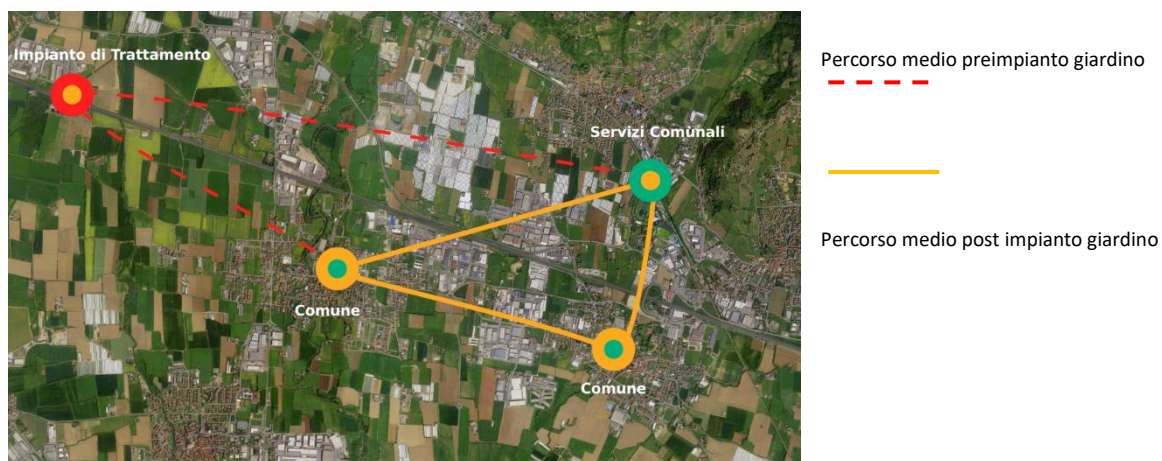 Impianto di Trattamento
Percorso medio preimpianto giardino
Servizi Comunali
Comune
Percorso medio post impianto giardino
Comune